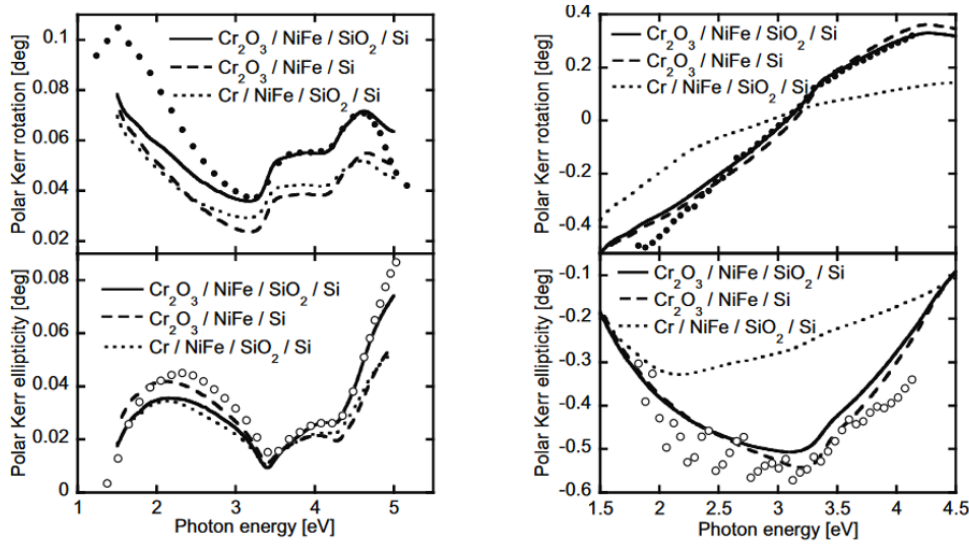 0.1
0.08
0.06
0.04
0.02
Polar Kerr rotation [deg]
Cr2O3 / NiFe / SiO2 / Si
Cr2O3 / NiFe / Si
Cr / NiFe / SiO2 / Si
0.08
0.06
0.04
0.02
0
Polar Kerr ellipticity [deg]
Cr2O3 / NiFe / SiO2 / Si
Cr2O3 / NiFe / Si
Cr / NiFe / SiO2 / Si
1 2 3 4 5
Photon energy [eV]
0.4
0.2
0
-0.2
-0.4
Polar Kerr rotation [deg]
Cr2O3 / NiFe / SiO2 / Si
Cr2O3 / NiFe / Si
Cr / NiFe / SiO2 / Si
-0.1
-0.2
-0.3
-0.4
-0.5
-0.6
Polar Kerr ellipticity [deg]
Cr2O3 / NiFe / SiO2 / Si
Cr2O3 / NiFe / Si
Cr / NiFe / SiO2 / Si
1.5 2 2.5 3 3.5 4 4.5
Photon energy [eV]